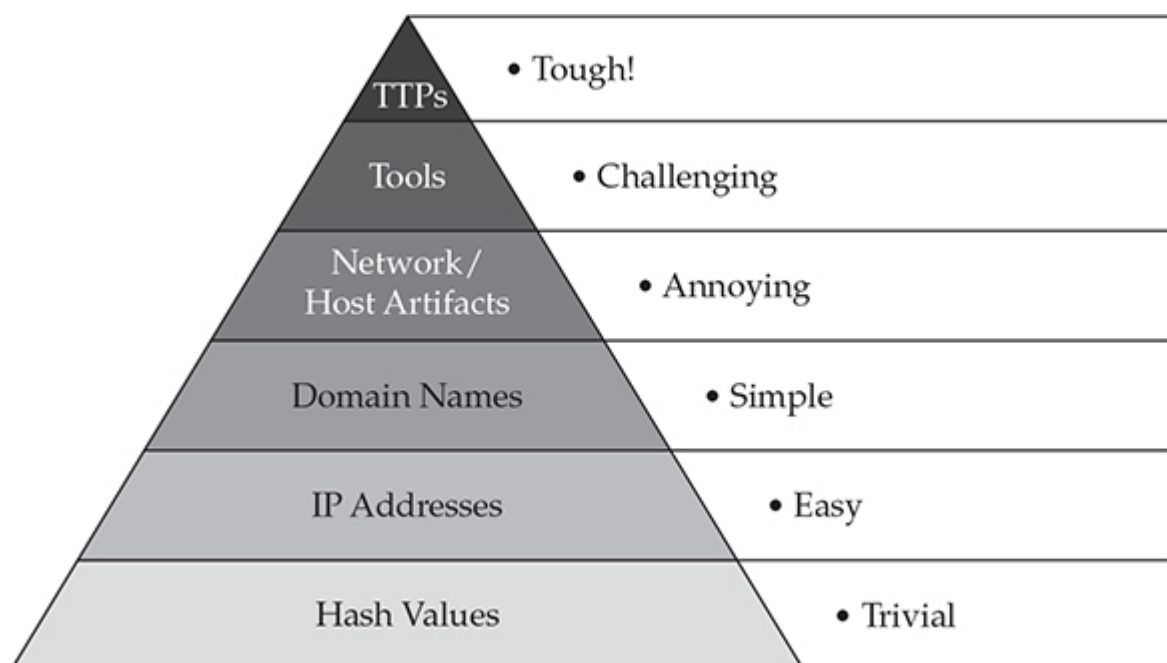 • Tough!
TTPs
Tools
• Challenging
Network/
Host Artifacts
• Annoying
Domain Names
• Simple
IP Addresses
• Easy
Hash Values
• Trivial